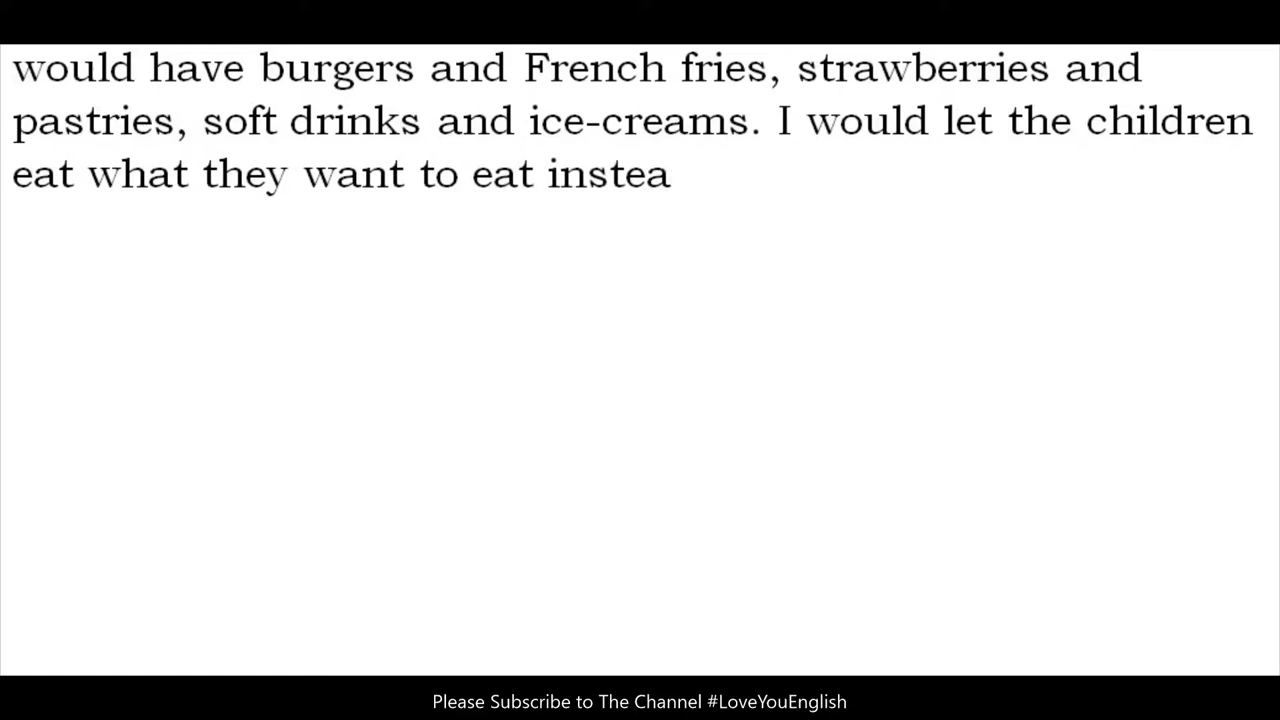 would have burgers and French fries, strawberries and
pastries, soft drinks and ice-creams. I would let the children
eat what they want to eat instea
Please Subscribe to The Channel #LoveYouEnglish